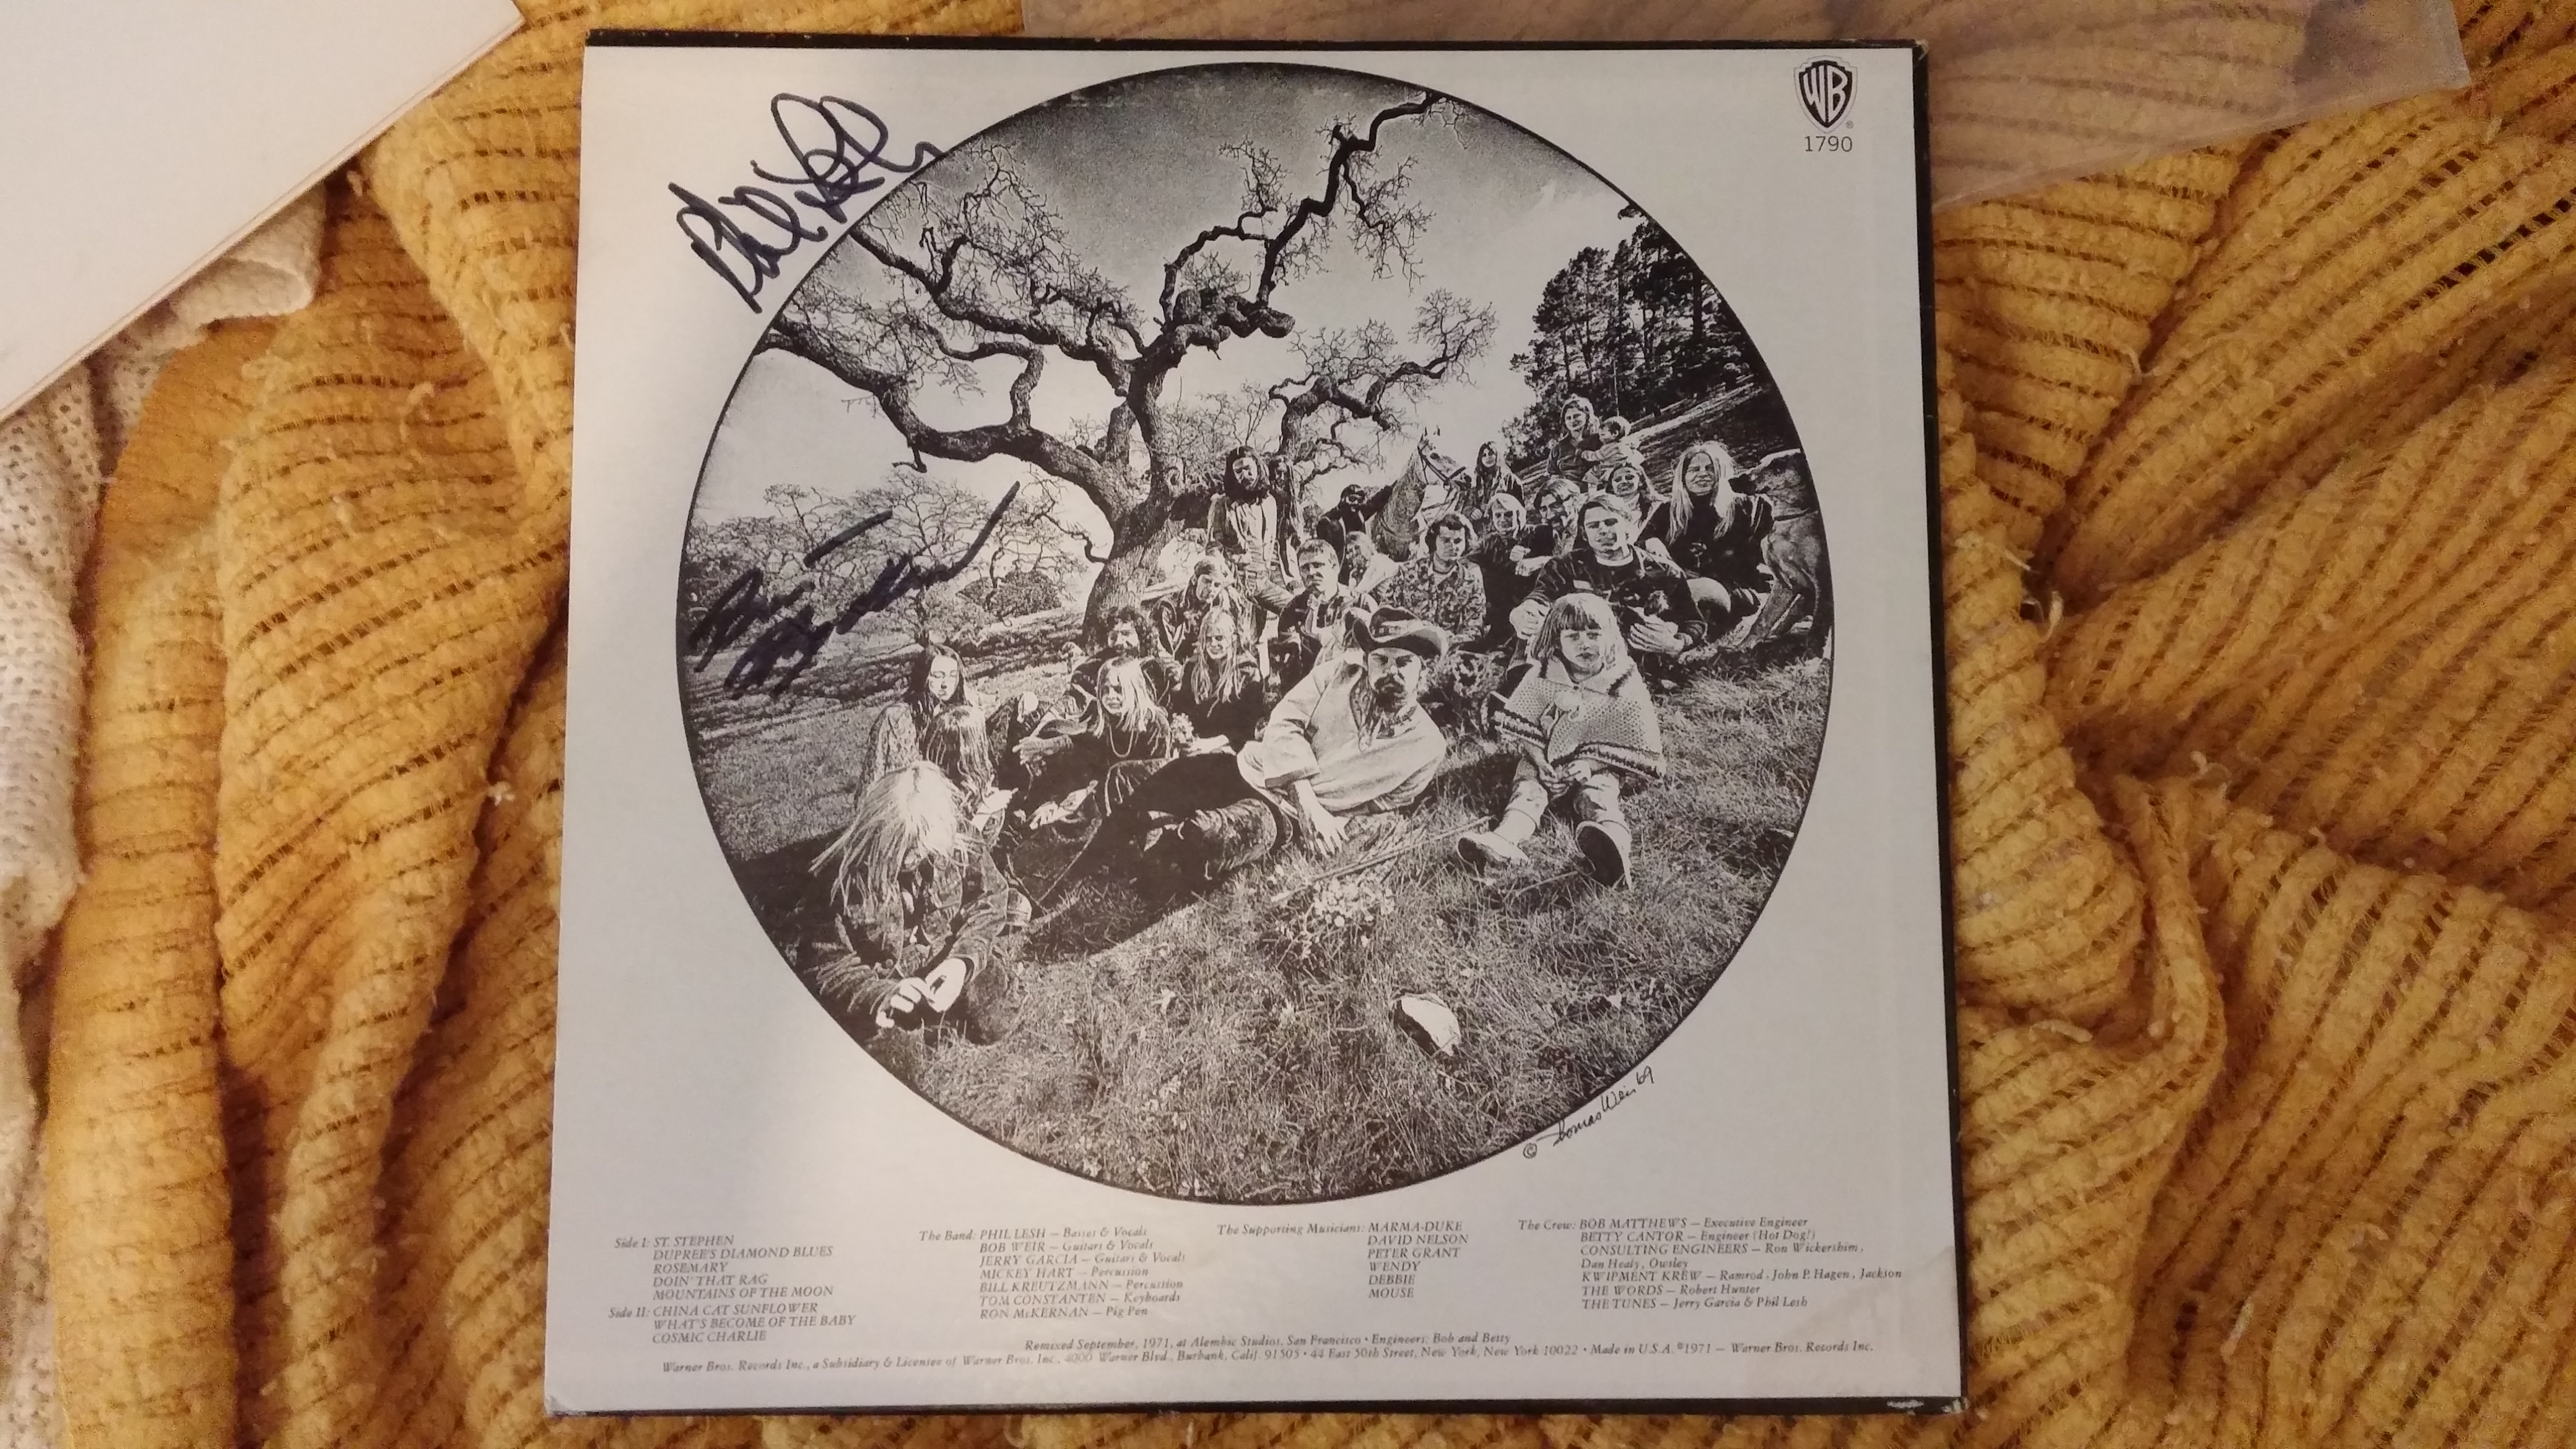 WB
1790
Phil Lesh
Bill Kreutzmann
© Thomas Weir '69
Side I: ST. STEPHEN
DUPREE'S DIAMOND BLUES
ROSEMARY
DOIN' THAT RAG
MOUNTAINS OF THE MOON
Side II: CHINA CAT SUNFLOWER
WHAT'S BECOME OF THE BABY
COSMIC CHARLIE
The Band: PHIL LESH — Basses & Vocals
BOB WEIR — Guitars & Vocals
JERRY GARCIA — Guitars & Vocals
MICKEY HART — Percussion
BILL KREUTZMANN — Percussion
TOM CONSTANTEN — Keyboards
RON McKERNAN — Pig Pen
The Supporting Musicians: MARMA-DUKE
DAVID NELSON
PETER GRANT
WENDY
DEBBIE
MOUSE
The Crew: BOB MATTHEWS — Executive Engineer
BETTY CANTOR — Engineer (Hot Dog!)
CONSULTING ENGINEERS — Ron Wickershim,
Dan Healy, Owsley
KWIPMENT KREW — Ramrod, John P. Hagen, Jackson
THE WORDS — Robert Hunter
THE TUNES — Jerry Garcia & Phil Lesh
Remixed September, 1971, at Alembic Studios, San Francisco • Engineers: Bob and Betty
Warner Bros. Records Inc., a Subsidiary & Licensee of Warner Bros. Inc., 4000 Warner Blvd., Burbank, Calif. 91505 • 44 East 50th Street, New York, New York 10022 • Made in U.S.A. ℗1971 — Warner Bros. Records Inc.